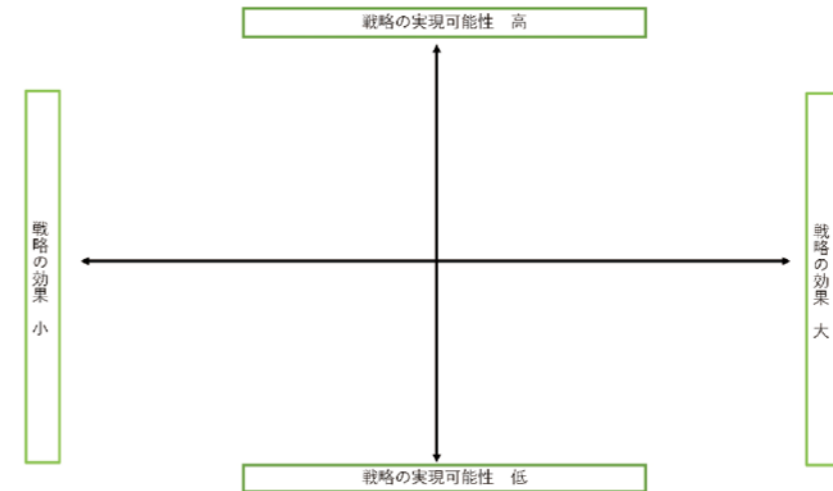 戦略の実現可能性　高
戦略の効果　小
戦略の効果　大
戦略の実現可能性　低